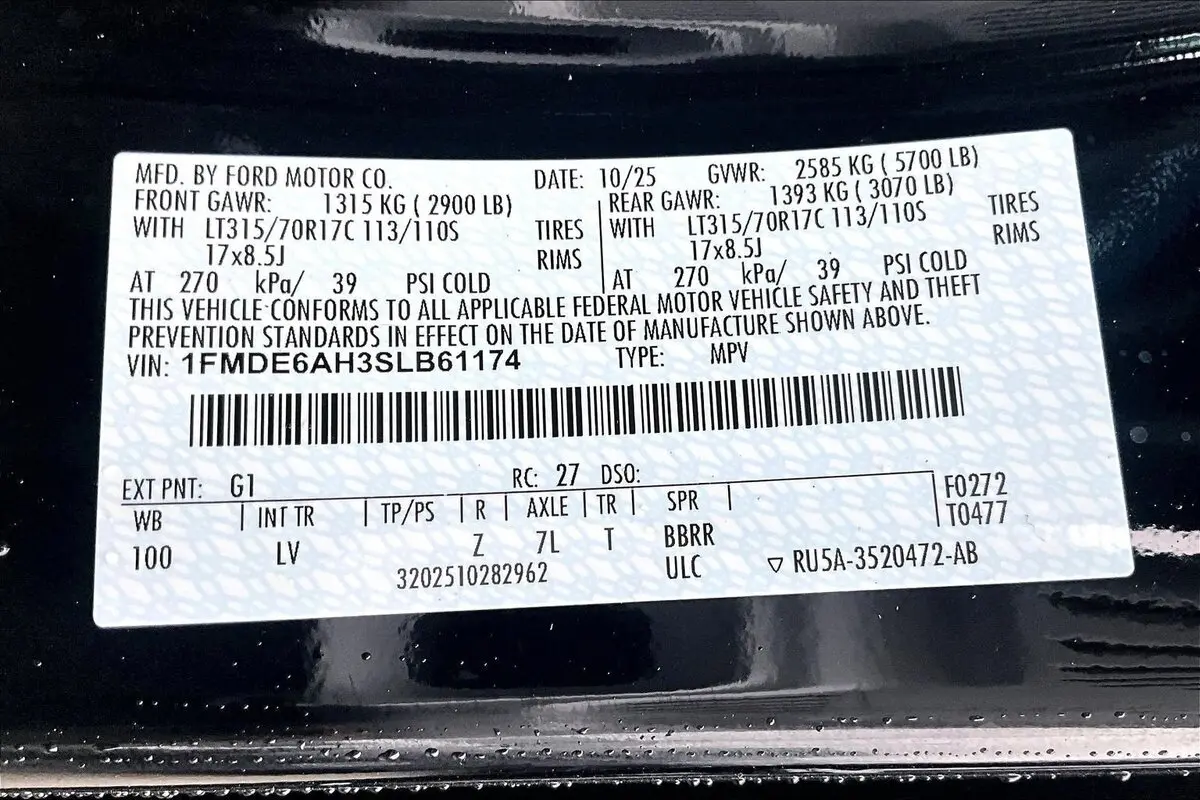 MFD. BY FORD MOTOR CO. DATE: 10/25 GVWR: 2585 KG ( 5700 LB)
FRONT GAWR: 1315 KG ( 2900 LB) REAR GAWR: 1393 KG ( 3070 LB)
WITH LT315/70R17C 113/110S TIRES WITH LT315/70R17C 113/110S TIRES
17x8.5J RIMS 17x8.5J RIMS
AT 270 kPa/ 39 PSI COLD AT 270 kPa/ 39 PSI COLD
THIS VEHICLE CONFORMS TO ALL APPLICABLE FEDERAL MOTOR VEHICLE SAFETY AND THEFT
PREVENTION STANDARDS IN EFFECT ON THE DATE OF MANUFACTURE SHOWN ABOVE.
VIN: 1FMDE6AH3SLB61174 TYPE: MPV
EXT PNT: G1 RC: 27 DSO:
WB INT TR TP/PS R AXLE TR SPR F0272
T0477
100 LV Z 7L T BBRR
3202510282962 ULC ▽ RU5A-3520472-AB